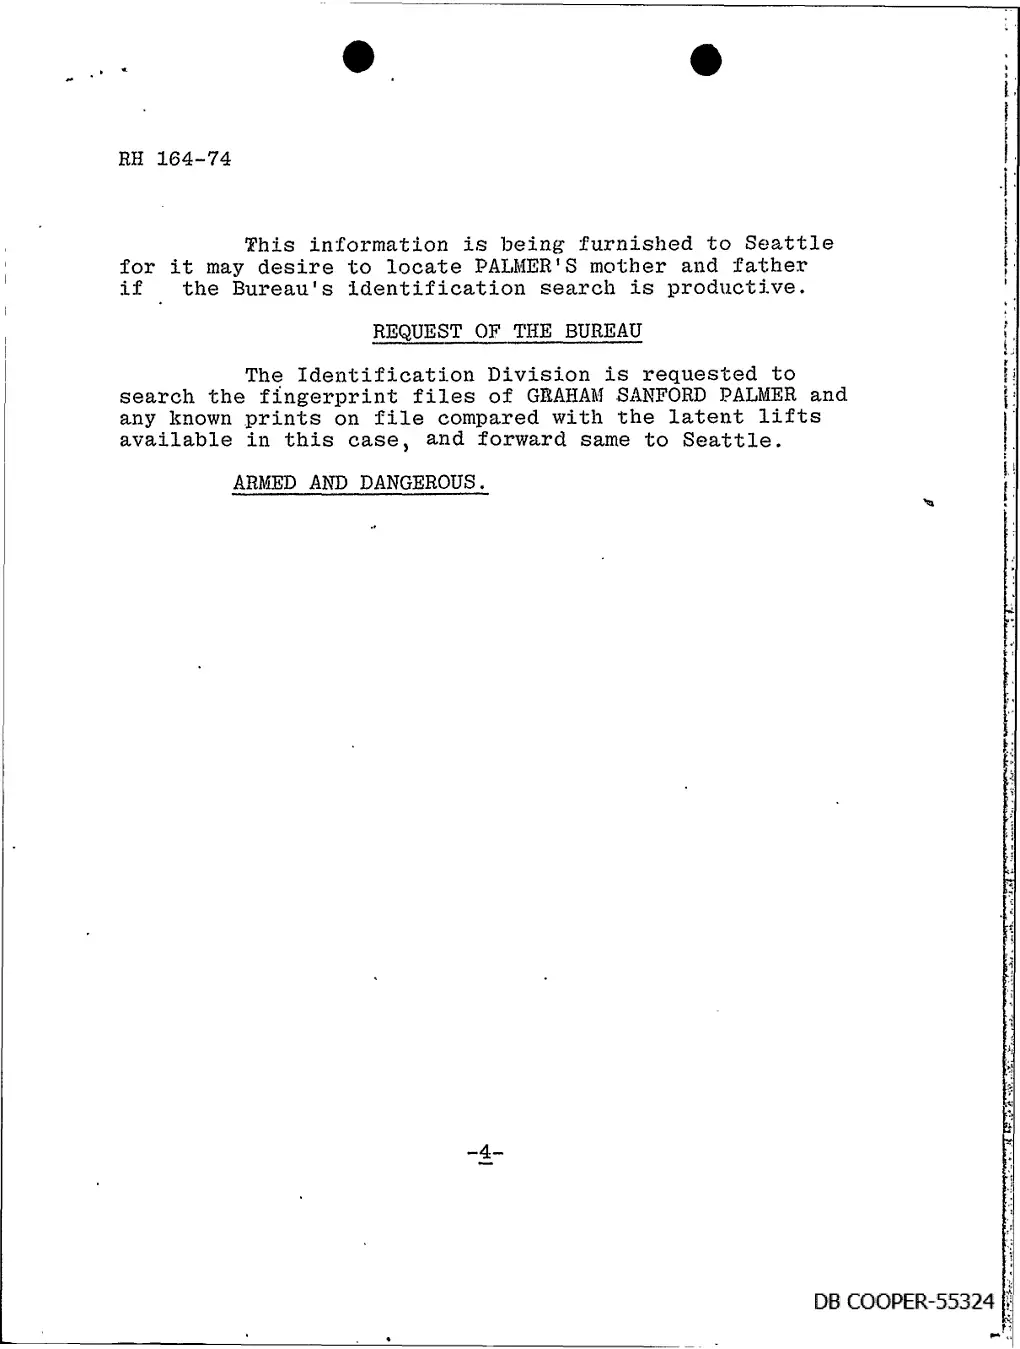 RH 164-74
This information is being furnished to Seattle
for it may desire to locate PALMER'S mother and father
if the Bureau's identification search is productive.
REQUEST OF THE BUREAU
The Identification Division is requested to
search the fingerprint files of GRAHAM SANFORD PALMER and
any known prints on file compared with the latent lifts
available in this case, and forward same to Seattle.
ARMED AND DANGEROUS.
-4-
DB COOPER-55324